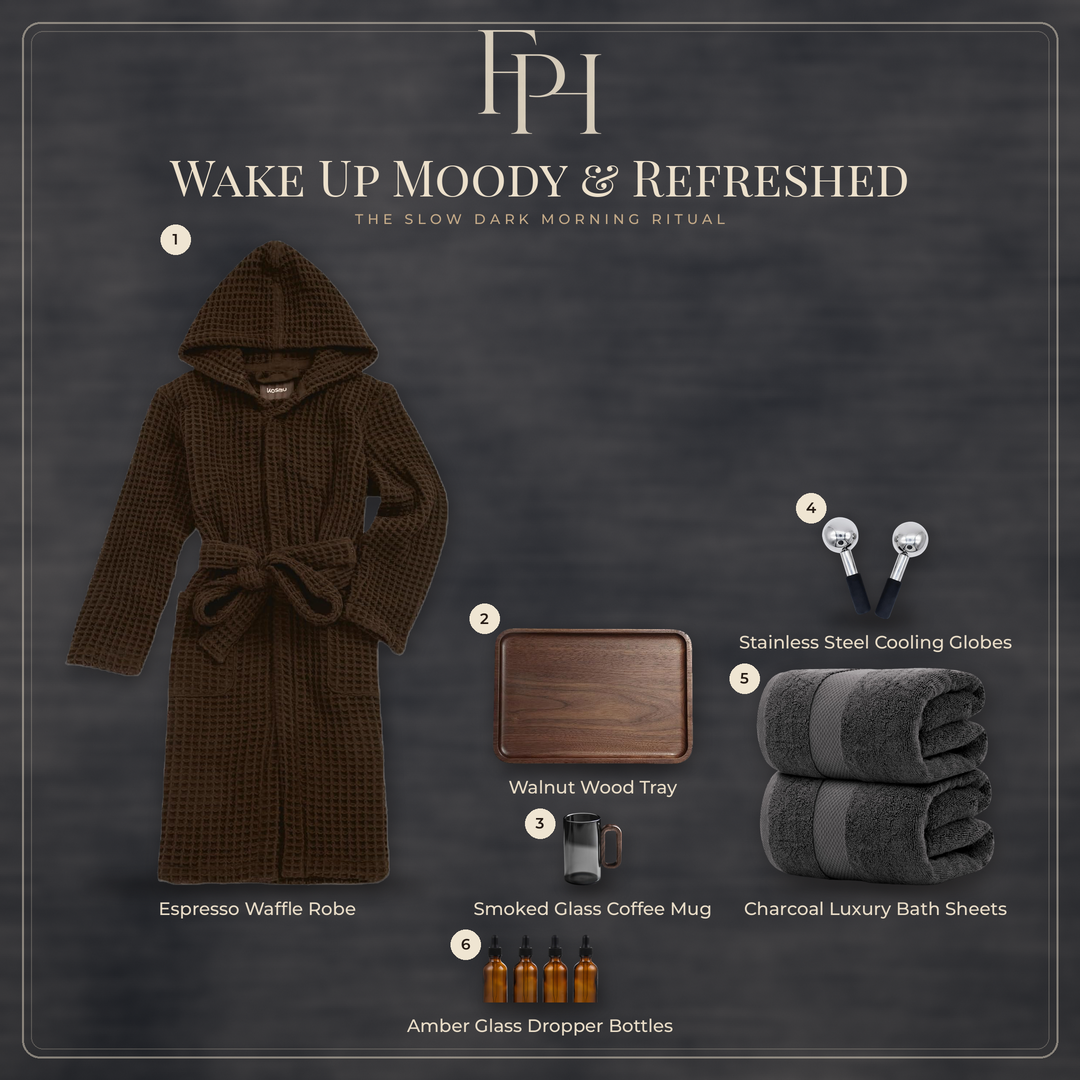 FPH
Wake Up Moody & Refreshed
THE SLOW DARK MORNING RITUAL
1
Espresso Waffle Robe
2
Walnut Wood Tray
3
Smoked Glass Coffee Mug
4
Stainless Steel Cooling Globes
5
Charcoal Luxury Bath Sheets
6
Amber Glass Dropper Bottles